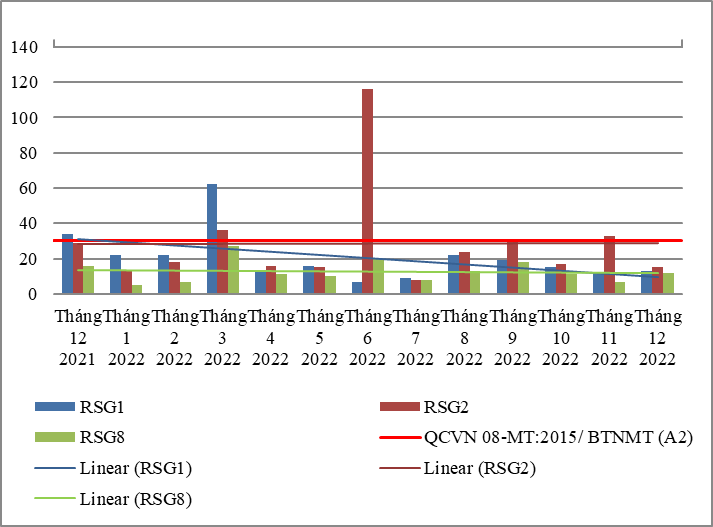 140
120
100
80
60
40
20
0
Tháng Tháng Tháng Tháng Tháng Tháng Tháng Tháng Tháng Tháng Tháng Tháng Tháng
12 1 2 3 4 5 6 7 8 9 10 11 12
2021 2022 2022 2022 2022 2022 2022 2022 2022 2022 2022 2022 2022
RSG1 RSG2
RSG8 QCVN 08-MT:2015/ BTNMT (A2)
Linear (RSG1) Linear (RSG2)
Linear (RSG8)